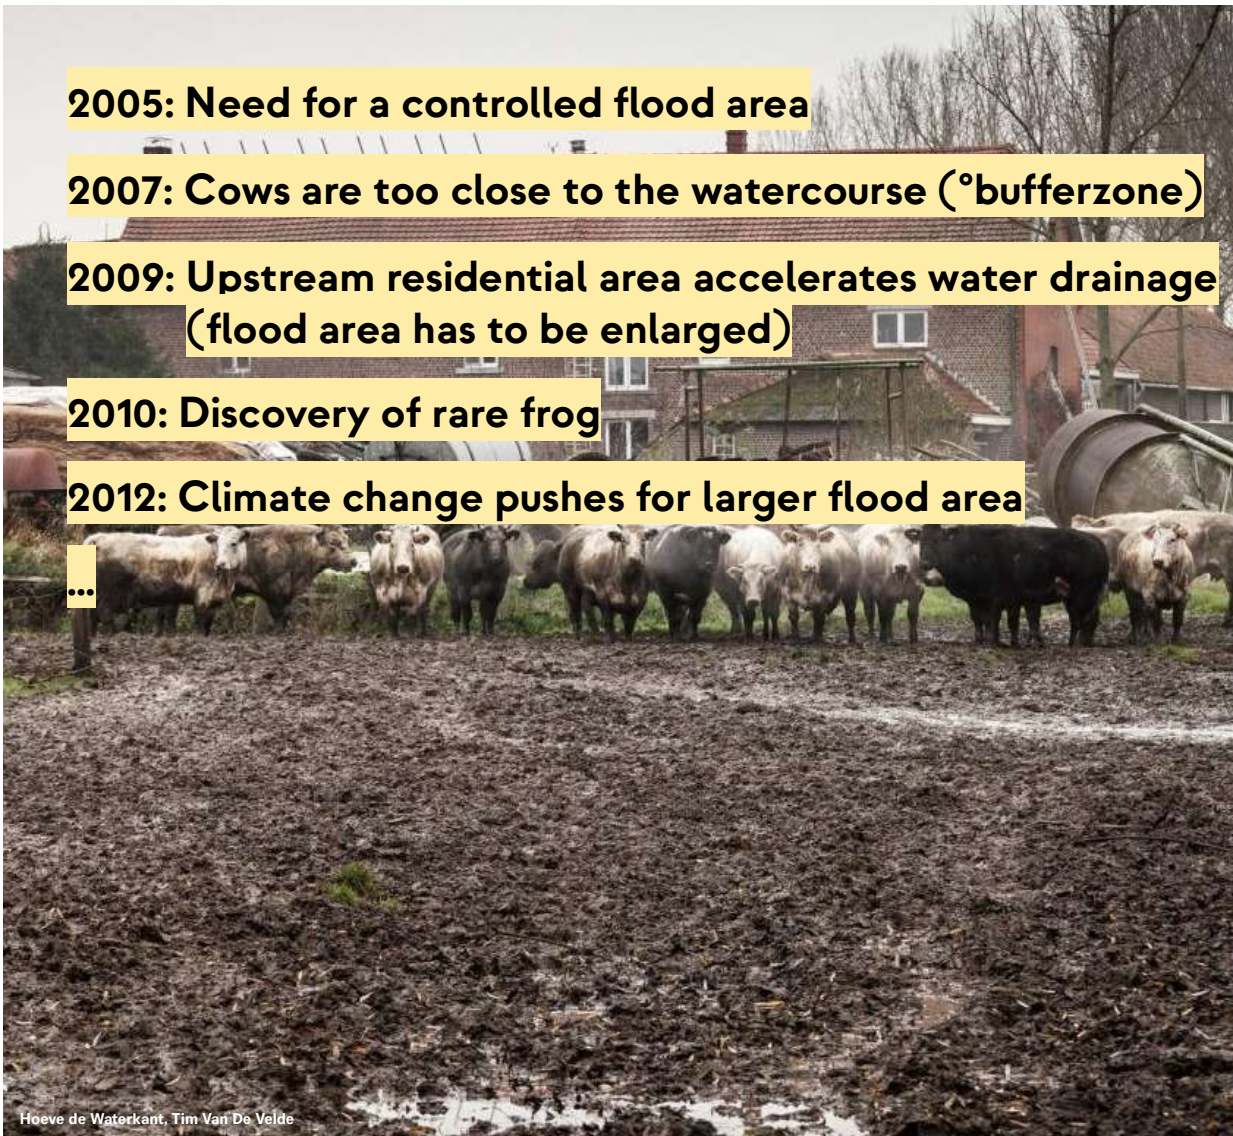 2005: Need for a controlled flood area
2007: Cows are too close to the watercourse (°bufferzone)
2009: Upstream residential area accelerates water drainage
(flood area has to be enlarged)
2010: Discovery of rare frog
2012: Climate change pushes for larger flood area
...
Hoeve de Waterkant, Tim Van De Velde